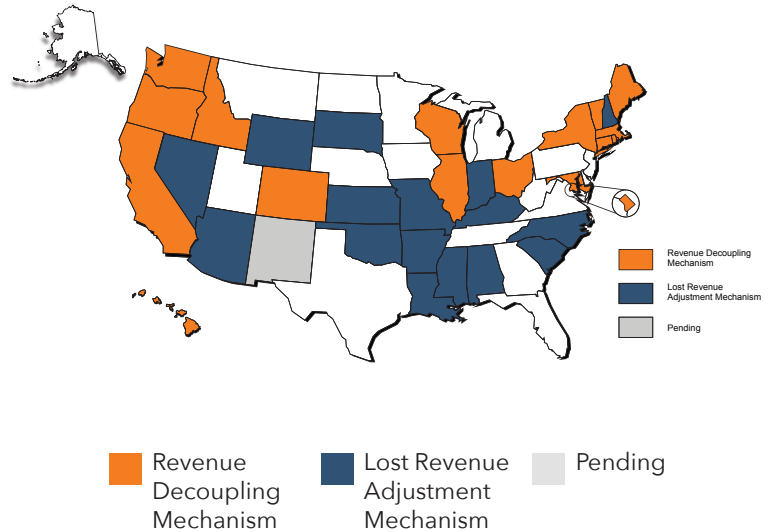 Revenue Decoupling
Mechanism
Lost Revenue
Adjustment Mechanism
Pending
Revenue
Decoupling
Mechanism
Lost Revenue
Adjustment
Mechanism
Pending